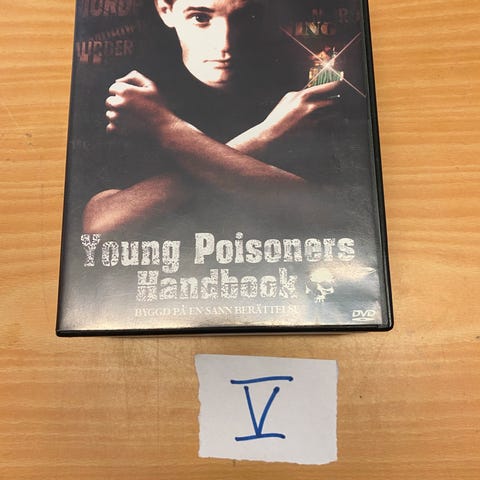 Young Poisoners
Handbook
BYGGD PÅ EN SANN BERÄTTELSE
DVD
V